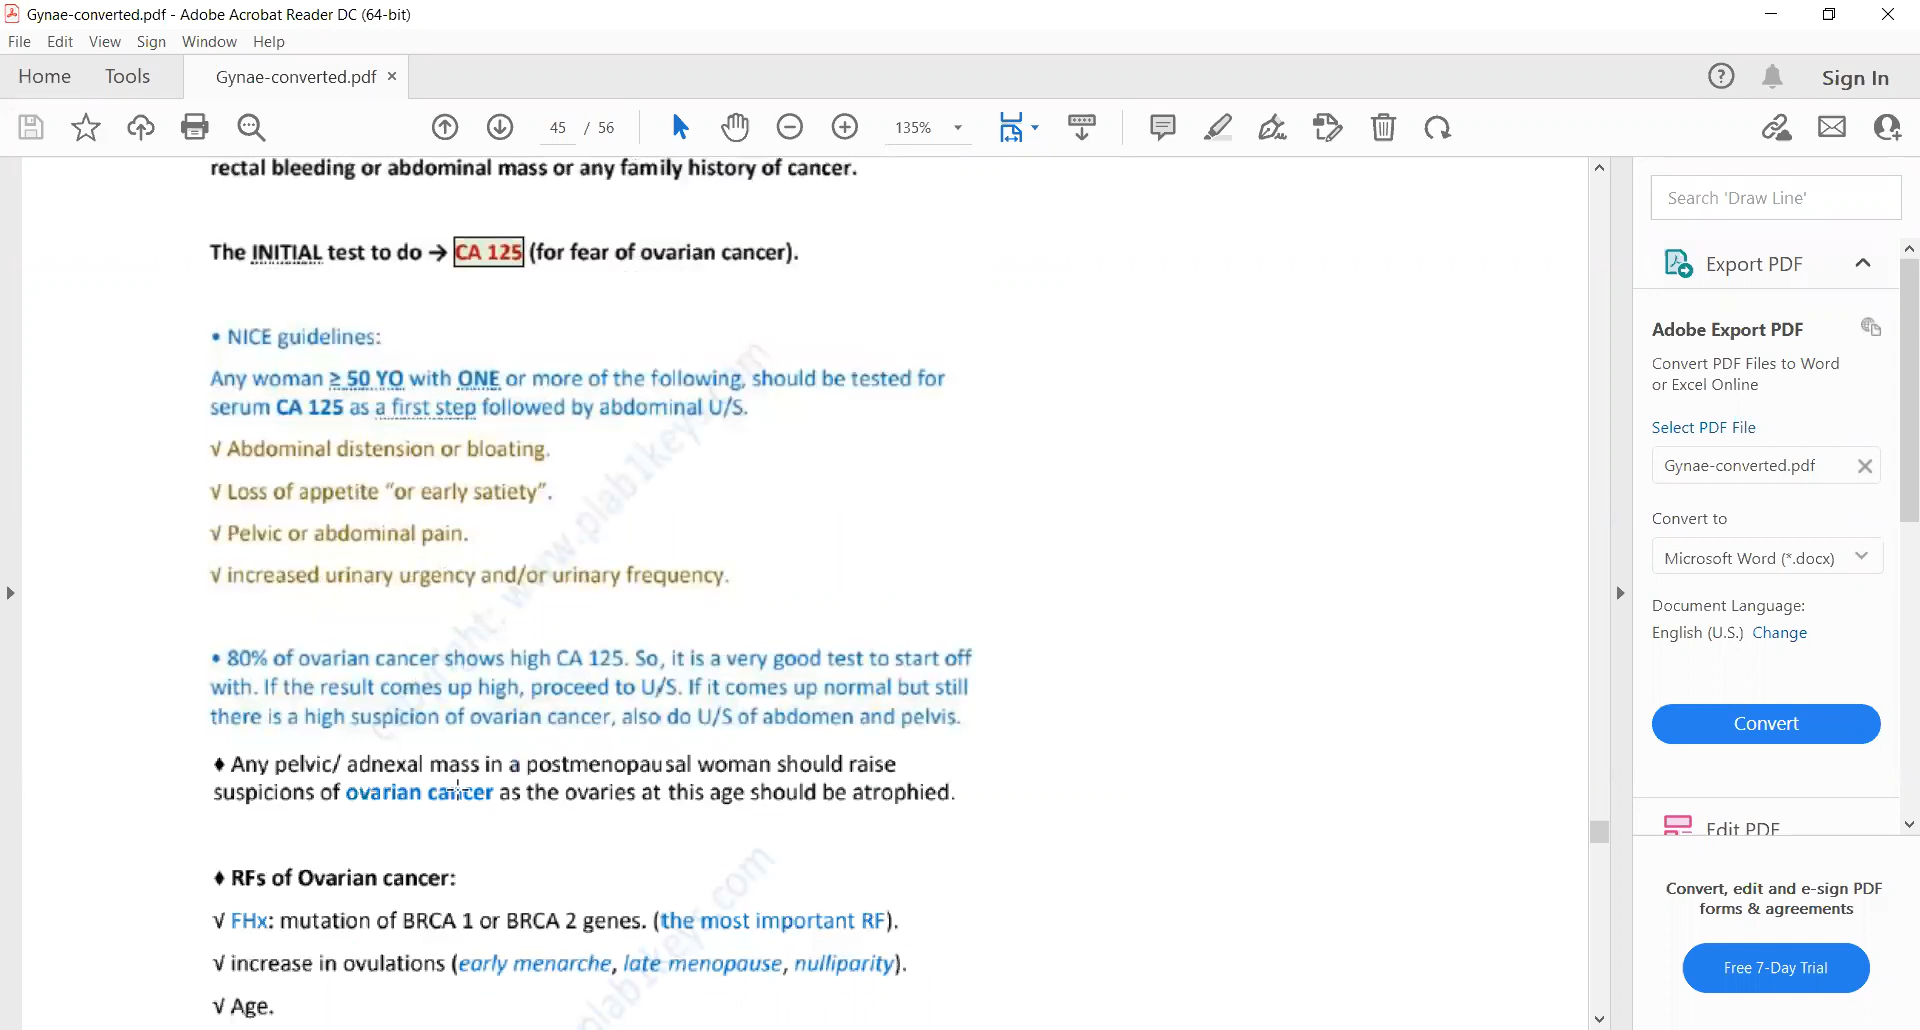 Gynae-converted.pdf - Adobe Acrobat Reader DC (64-bit)
File Edit View Sign Window Help
Home Tools Gynae-converted.pdf × Sign In
45 / 56 135%
rectal bleeding or abdominal mass or any family history of cancer.
The INITIAL test to do → CA 125 (for fear of ovarian cancer).
• NICE guidelines:
Any woman ≥ 50 YO with ONE or more of the following, should be tested for
serum CA 125 as a first step followed by abdominal U/S.
√ Abdominal distension or bloating.
√ Loss of appetite “or early satiety”.
√ Pelvic or abdominal pain.
√ increased urinary urgency and/or urinary frequency.
• 80% of ovarian cancer shows high CA 125. So, it is a very good test to start off
with. If the result comes up high, proceed to U/S. If it comes up normal but still
there is a high suspicion of ovarian cancer, also do U/S of abdomen and pelvis.
♦ Any pelvic/ adnexal mass in a postmenopausal woman should raise
suspicions of ovarian cancer as the ovaries at this age should be atrophied.
♦ RFs of Ovarian cancer:
√ FHx: mutation of BRCA 1 or BRCA 2 genes. (the most important RF).
√ increase in ovulations (early menarche, late menopause, nulliparity).
√ Age.
copyright: www.plab1keys.com
plab1keys.com
Search 'Draw Line'
Export PDF
Adobe Export PDF
Convert PDF Files to Word
or Excel Online
Select PDF File
Gynae-converted.pdf
Convert to
Microsoft Word (*.docx)
Document Language:
English (U.S.) Change
Convert
Edit PDF
Convert, edit and e-sign PDF
forms & agreements
Free 7-Day Trial